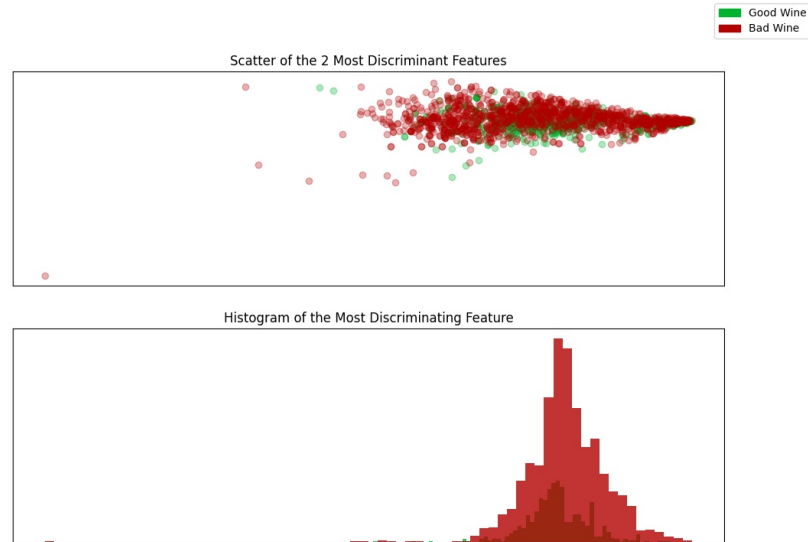 Good Wine
Bad Wine
Scatter of the 2 Most Discriminant Features
Histogram of the Most Discriminating Feature